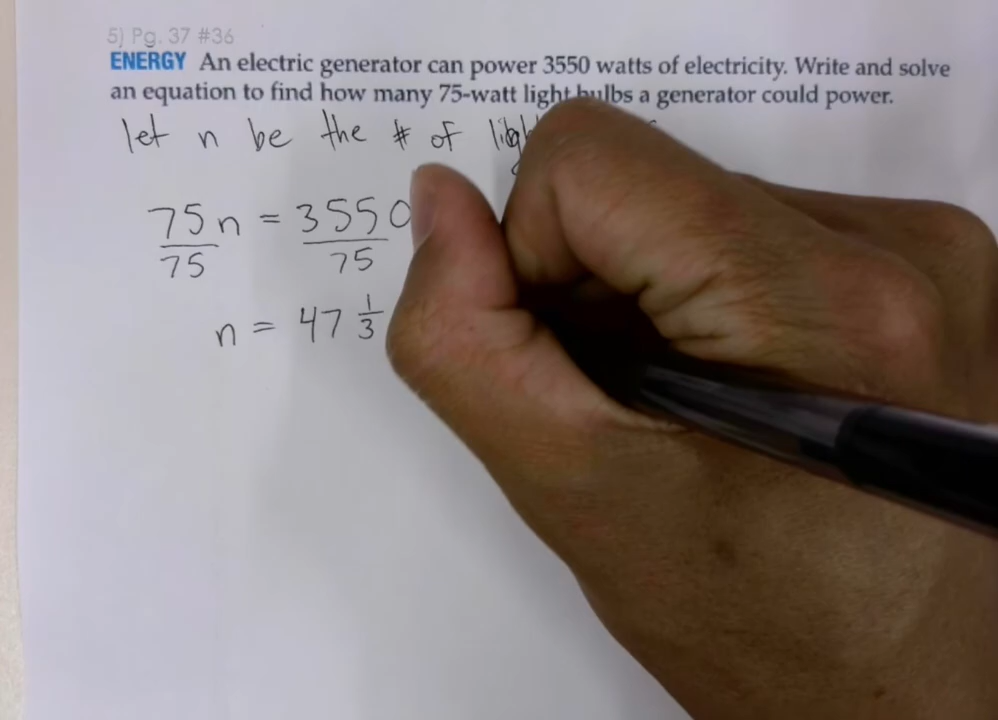 5) Pg. 37 #36
ENERGY An electric generator can power 3550 watts of electricity. Write and solve
an equation to find how many 75-watt light bulbs a generator could power.
let n be the # of
75n = 3550
75 75
n = 47 1/3